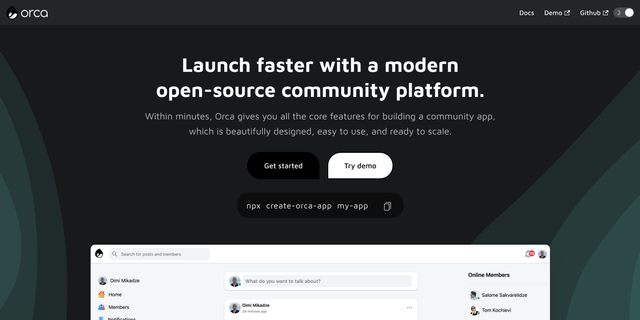 orca
Docs
Demo
Github
Launch faster with a modern
open-source community platform.
Within minutes, Orca gives you all the core features for building a community app,
which is beautifully designed, easy to use, and ready to scale.
Get started
Try demo
npx create-orca-app my-app
Search for posts and members
Dimi Mikadze
Home
Members
Notifications
What do you want to talk about?
Dimi Mikadze
Online Members
Salome Sakvarelidze
Tom Kochievi